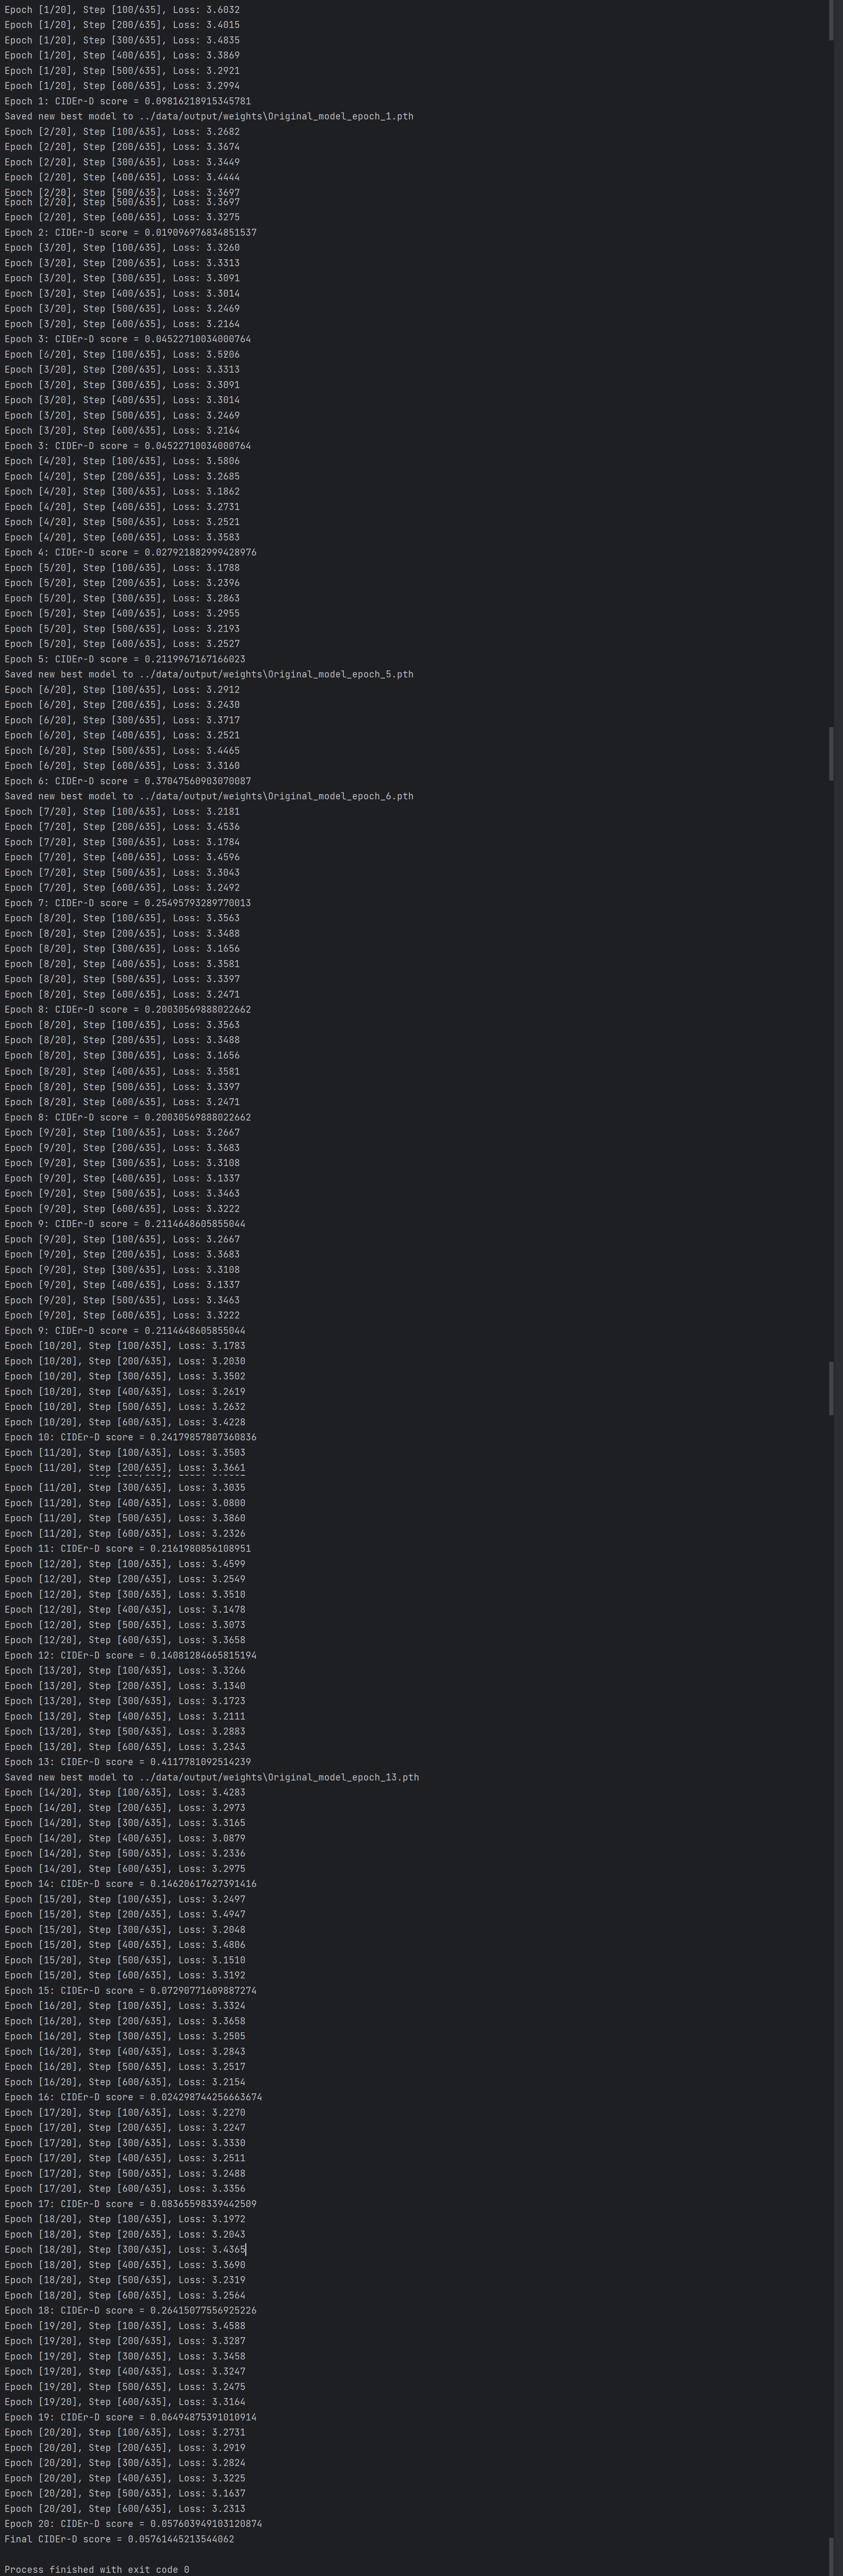 Epoch [1/20], Step [100/635], Loss: 3.6032
Epoch [1/20], Step [200/635], Loss: 3.4015
Epoch [1/20], Step [300/635], Loss: 3.4835
Epoch [1/20], Step [400/635], Loss: 3.3869
Epoch [1/20], Step [500/635], Loss: 3.2921
Epoch [1/20], Step [600/635], Loss: 3.2994
Epoch 1: CIDEr-D score = 0.09816218915345781
Saved new best model to ../data/output/weights\Original_model_epoch_1.pth
Epoch [2/20], Step [100/635], Loss: 3.2682
Epoch [2/20], Step [200/635], Loss: 3.3674
Epoch [2/20], Step [300/635], Loss: 3.3449
Epoch [2/20], Step [400/635], Loss: 3.4444
Epoch [2/20], Step [500/635], Loss: 3.3697
Epoch [2/20], Step [500/635], Loss: 3.3697
Epoch [2/20], Step [600/635], Loss: 3.3275
Epoch 2: CIDEr-D score = 0.019096976834851537
Epoch [3/20], Step [100/635], Loss: 3.3260
Epoch [3/20], Step [200/635], Loss: 3.3313
Epoch [3/20], Step [300/635], Loss: 3.3091
Epoch [3/20], Step [400/635], Loss: 3.3014
Epoch [3/20], Step [500/635], Loss: 3.2469
Epoch [3/20], Step [600/635], Loss: 3.2164
Epoch 3: CIDEr-D score = 0.04522710034000764
Epoch Step [100/635], Loss:
Epoch [3/20], Step [200/635], Loss: 3.3313
Epoch [3/20], Step [300/635], Loss: 3.3091
Epoch [3/20], Step [400/635], Loss: 3.3014
Epoch [3/20], Step [500/635], Loss: 3.2469
Epoch [3/20], Step [600/635], Loss: 3.2164
Epoch 3: CIDEr-D score = 0.04522710034000764
Epoch [4/20], Step [100/635], Loss: 3.5806
Epoch [4/20], Step [200/635], Loss: 3.2685
Epoch [4/20], Step [300/635], Loss: 3.1862
Epoch [4/20], Step [400/635], Loss: 3.2731
Epoch [4/20], Step [500/635], Loss: 3.2521
Epoch [4/20], Step [600/635], Loss: 3.3583
Epoch 4: CIDEr-D score = 0.027921882999428976
Epoch [5/20], Step [100/635], Loss: 3.1788
Epoch [5/20], Step [200/635], Loss: 3.2396
Epoch [5/20], Step [300/635], Loss: 3.2863
Epoch [5/20], Step [400/635], Loss: 3.2955
Epoch [5/20], Step [500/635], Loss: 3.2193
Epoch [5/20], Step [600/635], Loss: 3.2527
Epoch 5: CIDEr-D score = 0.2119967167166023
Saved new best model to ../data/output/weights\Original_model_epoch_5.pth
Epoch [6/20], Step [100/635], Loss: 3.2912
Epoch [6/20], Step [200/635], Loss: 3.2430
Epoch [6/20], Step [300/635], Loss: 3.3717
Epoch [6/20], Step [400/635], Loss: 3.2521
Epoch [6/20], Step [500/635], Loss: 3.4465
Epoch [6/20], Step [600/635], Loss: 3.3160
Epoch 6: CIDEr-D score = 0.37047560903070087
Saved new best model to ../data/output/weights\Original_model_epoch_6.pth
Epoch [7/20], Step [100/635], Loss: 3.2181
Epoch [7/20], Step [200/635], Loss: 3.4536
Epoch [7/20], Step [300/635], Loss: 3.1784
Epoch [7/20], Step [400/635], Loss: 3.4596
Epoch [7/20], Step [500/635], Loss: 3.3043
Epoch [7/20], Step [600/635], Loss: 3.2492
Epoch 7: CIDEr-D score = 0.25495793289770013
Epoch [8/20], Step [100/635], Loss: 3.3563
Epoch [8/20], Step [200/635], Loss: 3.3488
Epoch [8/20], Step [300/635], Loss: 3.1656
Epoch [8/20], Step [400/635], Loss: 3.3581
Epoch [8/20], Step [500/635], Loss: 3.3397
Epoch [8/20], Step [600/635], Loss: 3.2471
Epoch 8: CIDEr-D score = 0.20030569888022662
Epoch [8/20], Step [100/635], Loss: 3.3563
Epoch [8/20], Step [200/635], Loss: 3.3488
Epoch [8/20], Step [300/635], Loss: 3.1656
Epoch [8/20], Step [400/635], Loss: 3.3581
Epoch [8/20], Step [500/635], Loss: 3.3397
Epoch [8/20], Step [600/635], Loss: 3.2471
Epoch 8: CIDEr-D score = 0.20030569888022662
Epoch [9/20], Step [100/635], Loss: 3.2667
Epoch [9/20], Step [200/635], Loss: 3.3683
Epoch [9/20], Step [300/635], Loss: 3.3108
Epoch [9/20], Step [400/635], Loss: 3.1337
Epoch [9/20], Step [500/635], Loss: 3.3463
Epoch [9/20], Step [600/635], Loss: 3.3222
Epoch 9: CIDEr-D score = 0.2114648605855044
Epoch [9/20], Step [100/635], Loss: 3.2667
Epoch [9/20], Step [200/635], Loss: 3.3683
Epoch [9/20], Step [300/635], Loss: 3.3108
Epoch [9/20], Step [400/635], Loss: 3.1337
Epoch [9/20], Step [500/635], Loss: 3.3463
Epoch [9/20], Step [600/635], Loss: 3.3222
Epoch 9: CIDEr-D score = 0.2114648605855044
Epoch [10/20], Step [100/635], Loss: 3.1783
Epoch [10/20], Step [200/635], Loss: 3.2030
Epoch [10/20], Step [300/635], Loss: 3.3502
Epoch [10/20], Step [400/635], Loss: 3.2619
Epoch [10/20], Step [500/635], Loss: 3.2632
Epoch [10/20], Step [600/635], Loss: 3.4228
Epoch 10: CIDEr-D score = 0.24179857807360836
Epoch [11/20], Step [100/635], Loss: 3.3503
Epoch [11/20], Step [200/635], Loss: 3.3661
Epoch [11/20], Step [300/635], Loss: 3.3035
Epoch [11/20], Step [400/635], Loss: 3.0800
Epoch [11/20], Step [500/635], Loss: 3.3860
Epoch [11/20], Step [600/635], Loss: 3.2326
Epoch 11: CIDEr-D score = 0.2161980856108951
Epoch [12/20], Step [100/635], Loss: 3.4599
Epoch [12/20], Step [200/635], Loss: 3.2549
Epoch [12/20], Step [300/635], Loss: 3.3510
Epoch [12/20], Step [400/635], Loss: 3.1478
Epoch [12/20], Step [500/635], Loss: 3.3073
Epoch [12/20], Step [600/635], Loss: 3.3658
Epoch 12: CIDEr-D score = 0.14081284665815194
Epoch [13/20], Step [100/635], Loss: 3.3266
Epoch [13/20], Step [200/635], Loss: 3.1340
Epoch [13/20], Step [300/635], Loss: 3.1723
Epoch [13/20], Step [400/635], Loss: 3.2111
Epoch [13/20], Step [500/635], Loss: 3.2883
Epoch [13/20], Step [600/635], Loss: 3.2343
Epoch 13: CIDEr-D score = 0.4117781092514239
Saved new best model to ../data/output/weights\Original_model_epoch_13.pth
Epoch [14/20], Step [100/635], Loss: 3.4283
Epoch [14/20], Step [200/635], Loss: 3.2973
Epoch [14/20], Step [300/635], Loss: 3.3165
Epoch [14/20], Step [400/635], Loss: 3.0879
Epoch [14/20], Step [500/635], Loss: 3.2336
Epoch [14/20], Step [600/635], Loss: 3.2975
Epoch 14: CIDEr-D score = 0.14620617627391416
Epoch [15/20], Step [100/635], Loss: 3.2497
Epoch [15/20], Step [200/635], Loss: 3.4947
Epoch [15/20], Step [300/635], Loss: 3.2048
Epoch [15/20], Step [400/635], Loss: 3.4806
Epoch [15/20], Step [500/635], Loss: 3.1510
Epoch [15/20], Step [600/635], Loss: 3.3192
Epoch 15: CIDEr-D score = 0.07290771609887274
Epoch [16/20], Step [100/635], Loss: 3.3324
Epoch [16/20], Step [200/635], Loss: 3.3658
Epoch [16/20], Step [300/635], Loss: 3.2505
Epoch [16/20], Step [400/635], Loss: 3.2843
Epoch [16/20], Step [500/635], Loss: 3.2517
Epoch [16/20], Step [600/635], Loss: 3.2154
Epoch 16: CIDEr-D score = 0.024298744256663674
Epoch [17/20], Step [100/635], Loss: 3.2270
Epoch [17/20], Step [200/635], Loss: 3.2247
Epoch [17/20], Step [300/635], Loss: 3.3330
Epoch [17/20], Step [400/635], Loss: 3.2511
Epoch [17/20], Step [500/635], Loss: 3.2488
Epoch [17/20], Step [600/635], Loss: 3.3356
Epoch 17: CIDEr-D score = 0.08365598339442509
Epoch [18/20], Step [100/635], Loss: 3.1972
Epoch [18/20], Step [200/635], Loss: 3.2043
Epoch [18/20], Step [300/635], Loss: 3.4365
Epoch [18/20], Step [400/635], Loss: 3.3690
Epoch [18/20], Step [500/635], Loss: 3.2319
Epoch [18/20], Step [600/635], Loss: 3.2564
Epoch 18: CIDEr-D score = 0.26415077556925226
Epoch [19/20], Step [100/635], Loss: 3.4588
Epoch [19/20], Step [200/635], Loss: 3.3287
Epoch [19/20], Step [300/635], Loss: 3.3458
Epoch [19/20], Step [400/635], Loss: 3.3247
Epoch [19/20], Step [500/635], Loss: 3.2475
Epoch [19/20], Step [600/635], Loss: 3.3164
Epoch 19: CIDEr-D score = 0.06494875391010914
Epoch [20/20], Step [100/635], Loss: 3.2731
Epoch [20/20], Step [200/635], Loss: 3.2919
Epoch [20/20], Step [300/635], Loss: 3.2824
Epoch [20/20], Step [400/635], Loss: 3.3225
Epoch [20/20], Step [500/635], Loss: 3.1637
Epoch [20/20], Step [600/635], Loss: 3.2313
Epoch 20: CIDEr-D score = 0.057603949103120874
Final CIDEr-D score = 0.05761445213544062
Process finished with exit code 0